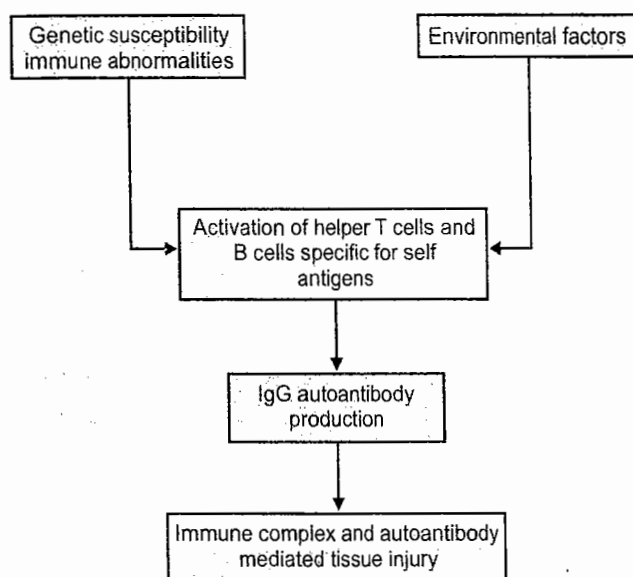 Genetic susceptibility
immune abnormalities
Environmental factors
Activation of helper T cells and
B cells specific for self
antigens
IgG autoantibody
production
Immune complex and autoantibody
mediated tissue injury